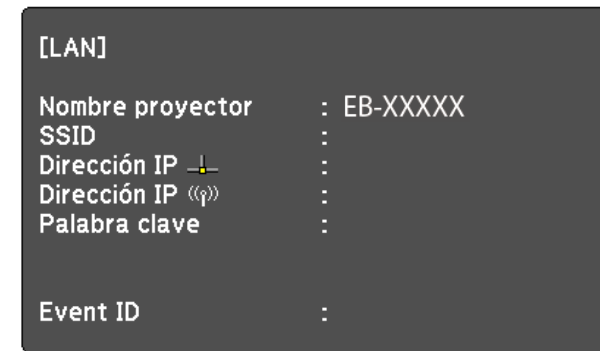 [LAN]
Nombre proyector : EB-XXXXX
SSID :
Dirección IP :
Dirección IP :
Palabra clave :
Event ID :